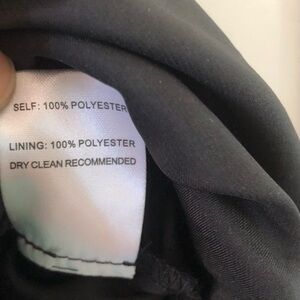 SELF: 100% POLYESTER
LINING: 100% POLYESTER
DRY CLEAN RECOMMENDED